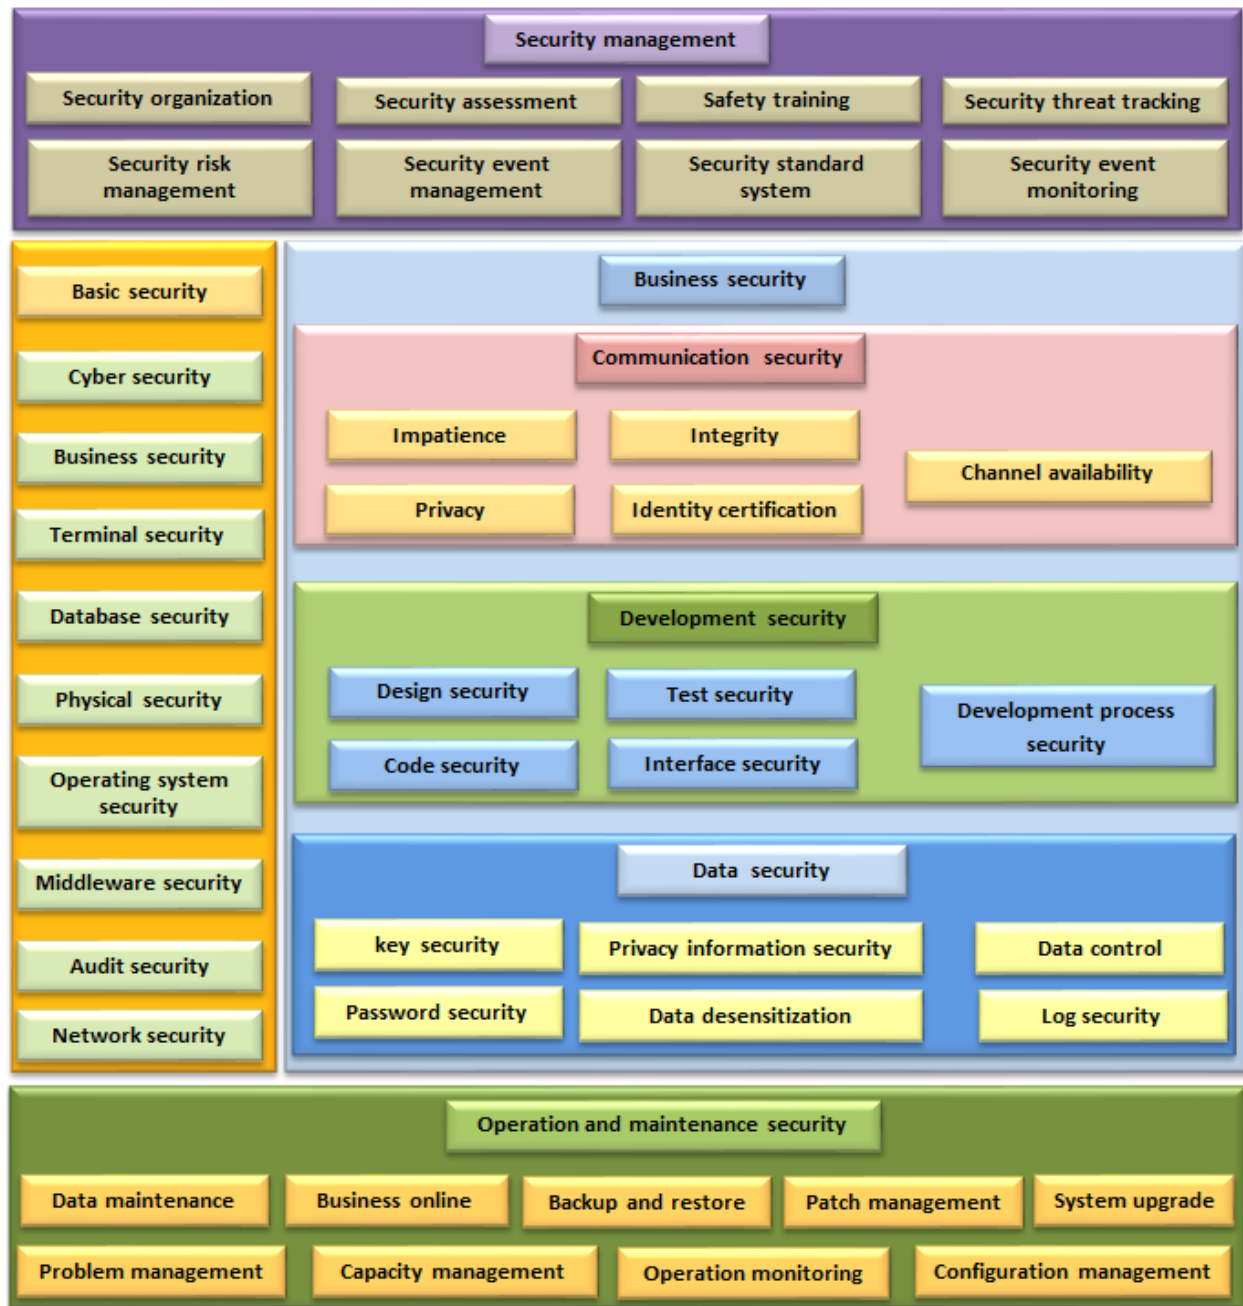 Security management
Security organization
Security assessment
Safety training
Security threat tracking
Security risk
management
Security event
management
Security standard
system
Security event
monitoring
Basic security
Cyber security
Business security
Terminal security
Database security
Physical security
Operating system
security
Middleware security
Audit security
Network security
Business security
Communication security
Impatience
Integrity
Channel availability
Privacy
Identity certification
Development security
Design security
Test security
Development process
security
Code security
Interface security
Data security
key security
Privacy information security
Data control
Password security
Data desensitization
Log security
Operation and maintenance security
Data maintenance
Business online
Backup and restore
Patch management
System upgrade
Problem management
Capacity management
Operation monitoring
Configuration management